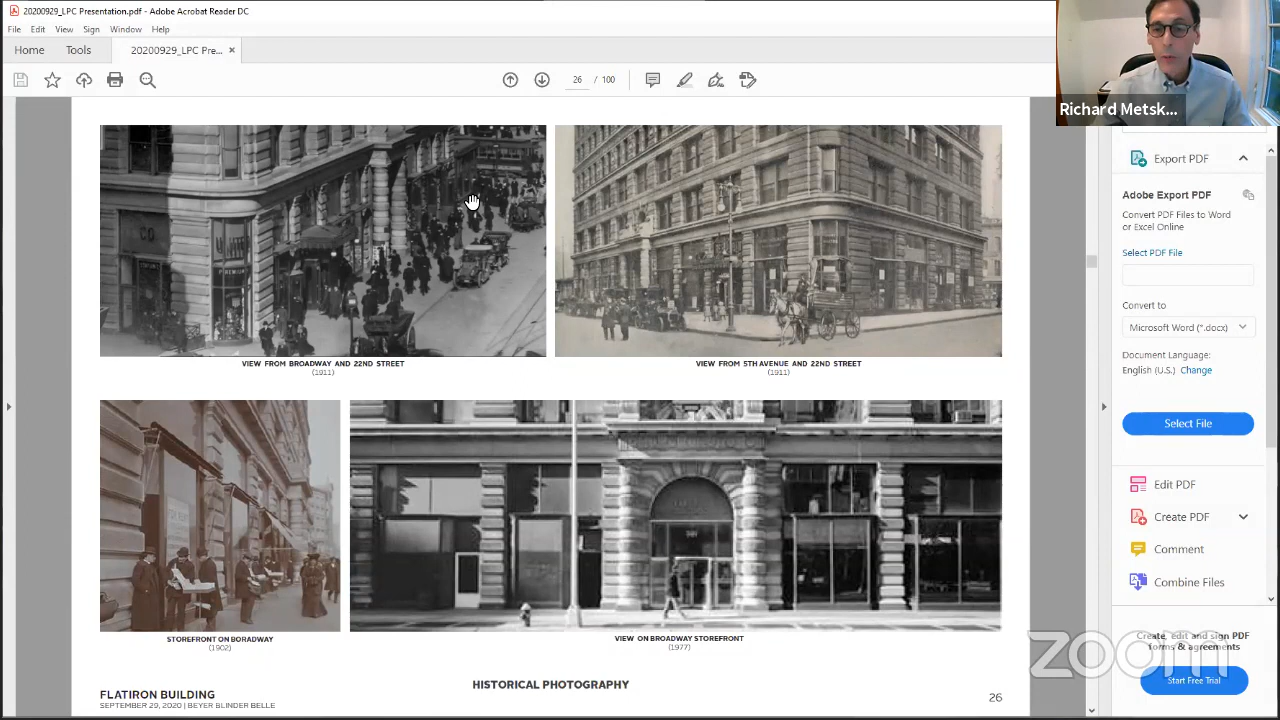 20200929_LPC Presentation.pdf - Adobe Acrobat Reader DC
File Edit View Sign Window Help
Home Tools 20200929_LPC Pre... ×
26 / 100
Richard Metsk...
Export PDF
Adobe Export PDF
Convert PDF Files to Word
or Excel Online
Select PDF File
Convert to
Microsoft Word (*.docx)
Document Language:
English (U.S.) Change
Select File
Edit PDF
Create PDF
Comment
Combine Files
Create, edit and sign PDF
forms & agreements
Start Free Trial
zoom
CO
VIEW FROM BROADWAY AND 22ND STREET
(1911)
VIEW FROM 5TH AVENUE AND 22ND STREET
(1911)
STOREFRONT ON BORADWAY
(1902)
VIEW ON BROADWAY STOREFRONT
(1977)
HISTORICAL PHOTOGRAPHY
FLATIRON BUILDING
SEPTEMBER 29, 2020 | BEYER BLINDER BELLE
26